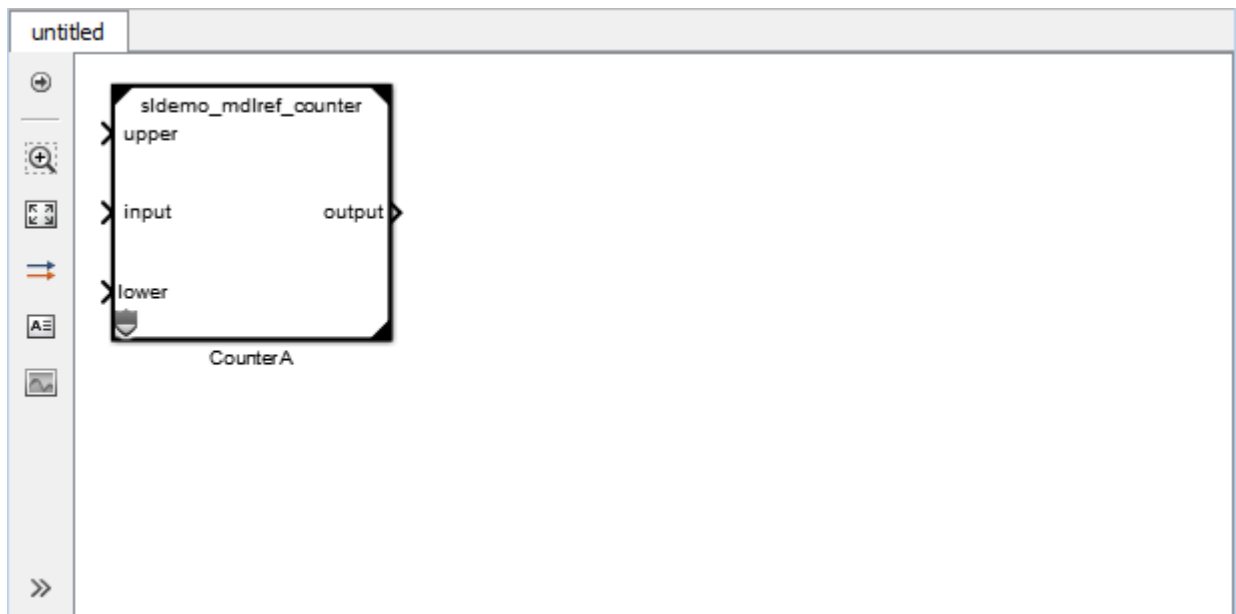 untitled
sldemo_mdlref_counter
upper
input
output
lower
CounterA